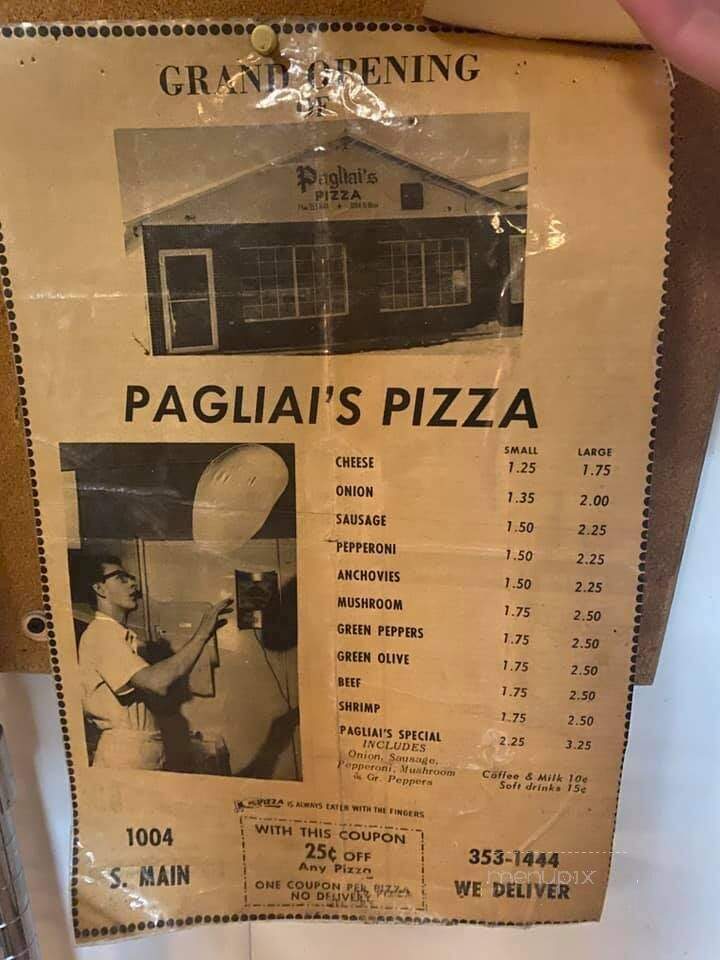 GRAND OPENING
OF
Pagliai's
PIZZA
PAGLIAI'S PIZZA
SMALL LARGE
CHEESE 1.25 1.75
ONION 1.35 2.00
SAUSAGE 1.50 2.25
PEPPERONI 1.50 2.25
ANCHOVIES 1.50 2.25
MUSHROOM 1.75 2.50
GREEN PEPPERS 1.75 2.50
GREEN OLIVE 1.75 2.50
BEEF 1.75 2.50
SHRIMP 1.75 2.50
PAGLIAI'S SPECIAL 2.25 3.25
INCLUDES
Onion, Sausage,
Pepperoni, Mushroom
& Gr. Peppers
Coffee & Milk 10¢
Soft drinks 15¢
PIZZA IS ALWAYS EATEN WITH THE FINGERS
1004
S. MAIN
WITH THIS COUPON
25¢ OFF
Any Pizza
ONE COUPON PER PIZZA
NO DELIVERY
353-1444
WE DELIVER
menupix